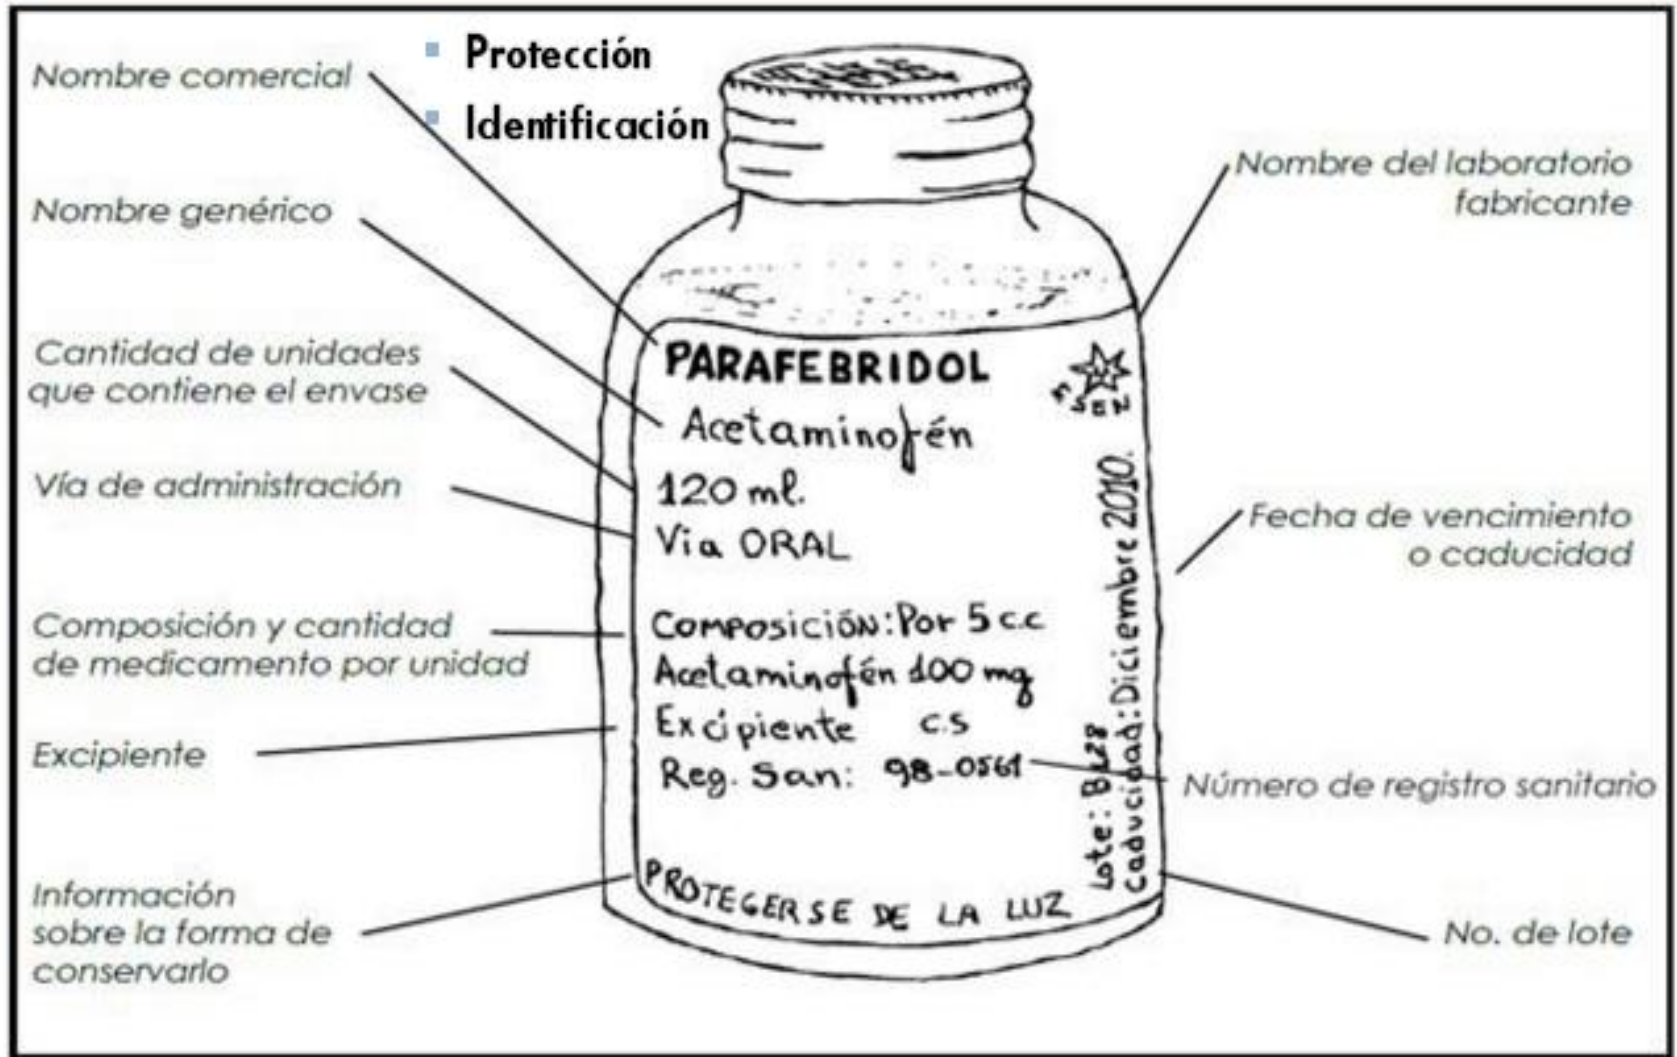 Protección
Identificación
Nombre comercial
Nombre genérico
Cantidad de unidades
que contiene el envase
Vía de administración
Composición y cantidad
de medicamento por unidad
Excipiente
Información
sobre la forma de
conservarlo
PARAFEBRIDOL
Acetaminofén
120 ml.
Via ORAL
Composición: Por 5 c.c
Acetaminofén 100 mg
Excipiente c.s
Reg. San: 98-0561
PROTEGERSE DE LA LUZ
Lote:
Caducidad: Diciembre 2010.
Nombre del laboratorio
fabricante
Fecha de vencimiento
o caducidad
Número de registro sanitario
No. de lote